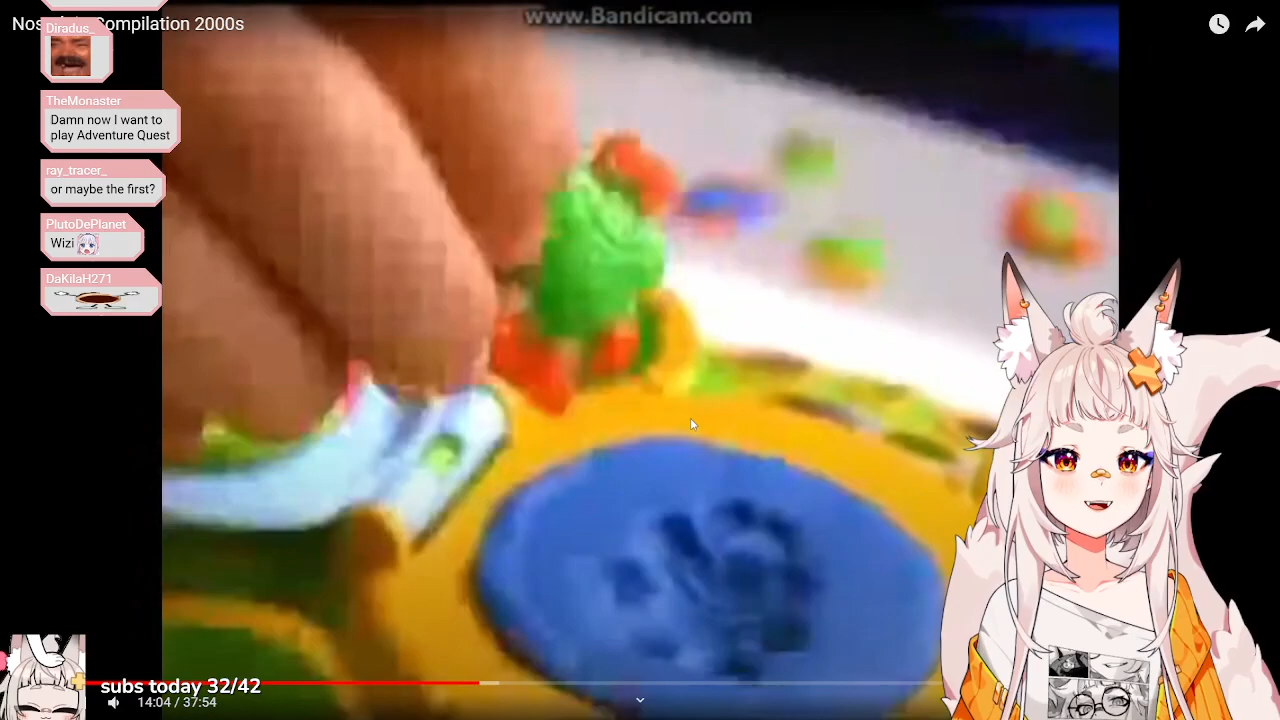 www.Bandicam.com
Compilation 2000s
Diradus_
TheMonaster
Damn now I want to
play Adventure Quest
ray_tracer_
or maybe the first?
PlutoDePlanet
Wizi
DaKilaH271
subs today 32/42
14:04 / 37:54